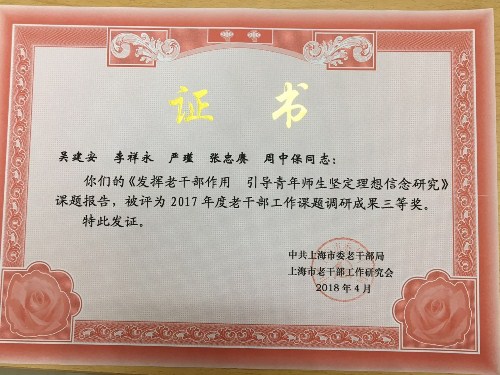 证 书
吴建安 李祥永 严瑾 张忠赓 周中保同志：
你们的《发挥老干部作用 引导青年师生坚定理想信念研究》
课题报告，被评为2017年度老干部工作课题调研成果三等奖。
特此发证。
中共上海市委老干部局
上海市老干部工作研究会
2018年4月